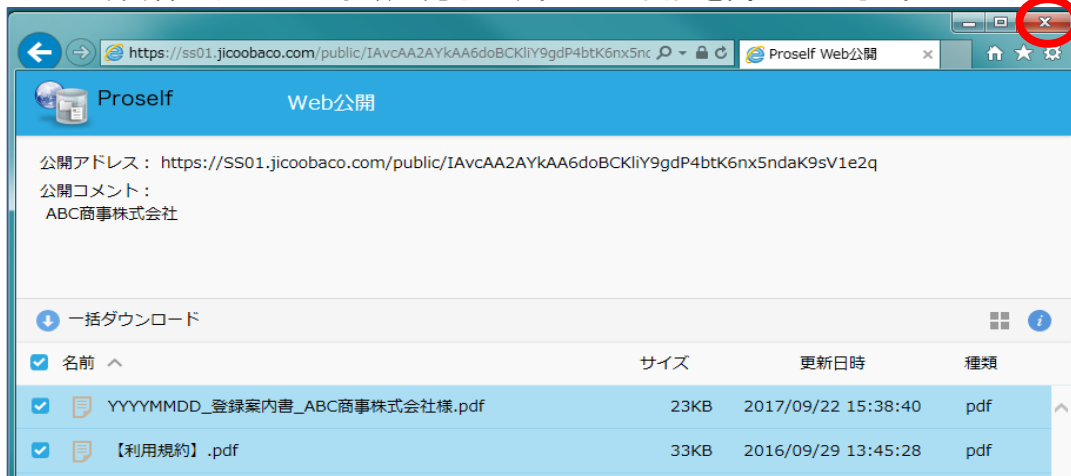 https://ss01.jicoobaco.com/public/IAvcAA2AYkAA6doBCKliY9gdP4btK6nx5nc
Proself Web公開
Proself
Web公開
公開アドレス： https://SS01.jicoobaco.com/public/IAvcAA2AYkAA6doBCKliY9gdP4btK6nx5ndaK9sV1e2q
公開コメント：
ABC商事株式会社
一括ダウンロード
名前 サイズ 更新日時 種類
YYYYMMDD_登録案内書_ABC商事株式会社様.pdf 23KB 2017/09/22 15:38:40 pdf
【利用規約】.pdf 33KB 2016/09/29 13:45:28 pdf